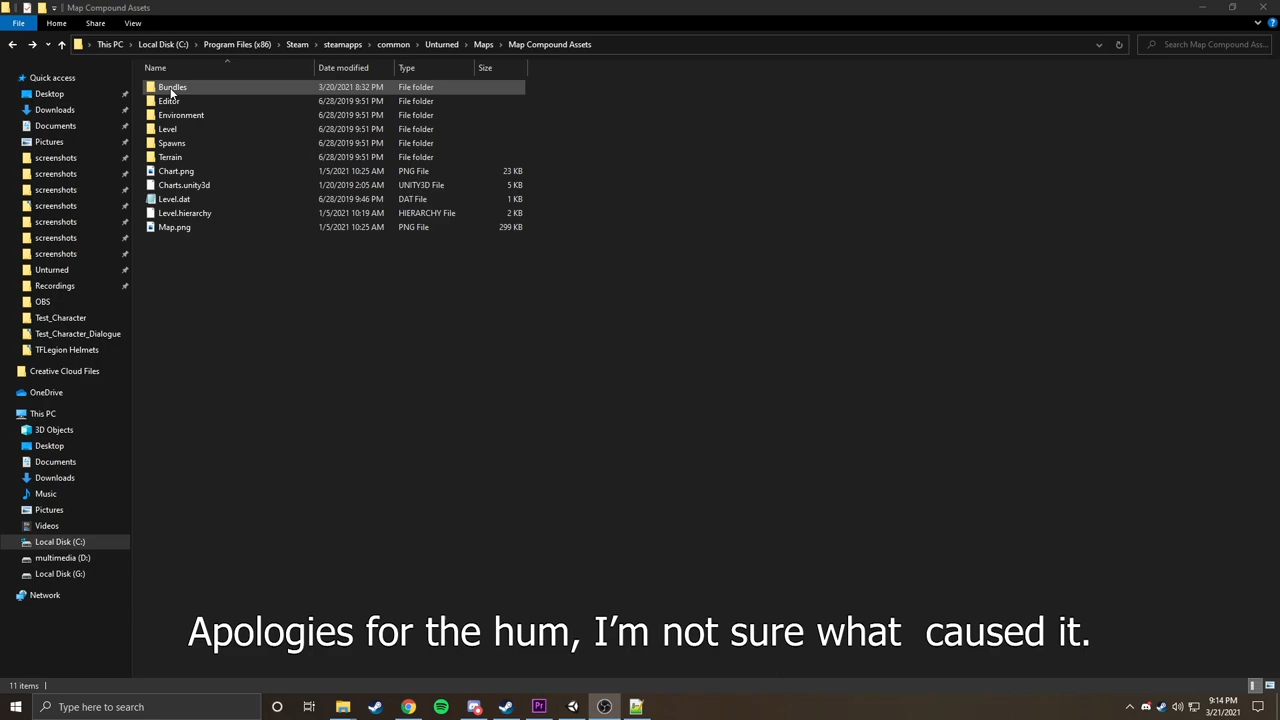 Map Compound Assets
File
Home
Share
View
This PC
Local Disk (C:)
Program Files (x86)
Steam
steamapps
common
Unturned
Maps
Map Compound Assets
Search Map Compound Assets
Name
Date modified
Type
Size
Quick access
Desktop
Downloads
Documents
Pictures
screenshots
screenshots
screenshots
screenshots
screenshots
screenshots
screenshots
Unturned
Recordings
OBS
Test_Character
Test_Character_Dialogue
TFLegion Helmets
Creative Cloud Files
OneDrive
This PC
3D Objects
Desktop
Documents
Downloads
Music
Pictures
Videos
Local Disk (C:)
multimedia (D:)
Local Disk (G:)
Network
Bundles 3/20/2021 8:32 PM File folder
Editor 6/28/2019 9:51 PM File folder
Environment 6/28/2019 9:51 PM File folder
Level 6/28/2019 9:51 PM File folder
Spawns 6/28/2019 9:51 PM File folder
Terrain 6/28/2019 9:51 PM File folder
Chart.png 1/5/2021 10:25 AM PNG File 23 KB
Charts.unity3d 1/20/2019 2:05 AM UNITY3D File 5 KB
Level.dat 6/28/2019 9:46 PM DAT File 1 KB
Level.hierarchy 1/5/2021 10:19 AM HIERARCHY File 2 KB
Map.png 1/5/2021 10:25 AM PNG File 299 KB
Apologies for the hum, I'm not sure what caused it.
11 items
Type here to search
9:14 PM
3/21/2021